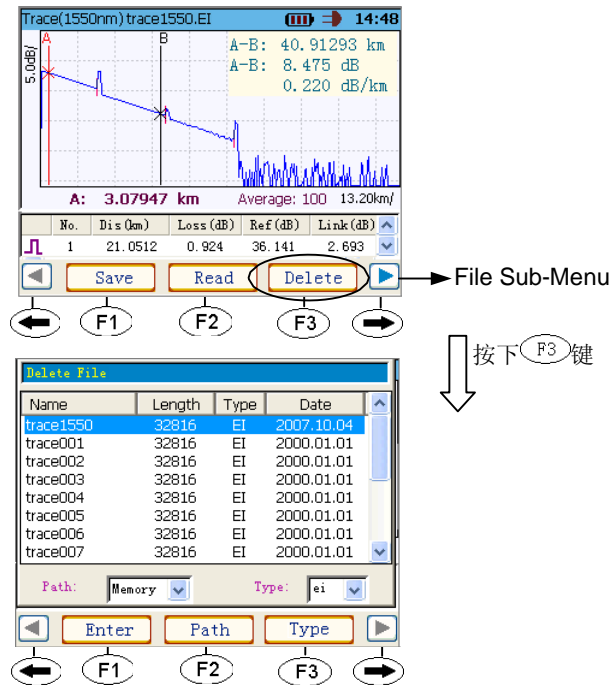 Trace(1550nm) trace1550.EI 14:48
A B
A-B: 40.91293 km
A-B: 8.475 dB
0.220 dB/km
5.0dB/
A: 3.07947 km Average: 100 13.20km/
No. Dis(km) Loss(dB) Ref(dB) Link(dB)
1 21.0512 0.924 36.141 2.693
Save Read Delete File Sub-Menu
F1 F2 F3
按下 F3 键
Delete File
Name Length Type Date
trace1550 32816 EI 2007.10.04
trace001 32816 EI 2000.01.01
trace002 32816 EI 2000.01.01
trace003 32816 EI 2000.01.01
trace004 32816 EI 2000.01.01
trace005 32816 EI 2000.01.01
trace006 32816 EI 2000.01.01
trace007 32816 EI 2000.01.01
Path: Memory Type: ei
Enter Path Type
F1 F2 F3